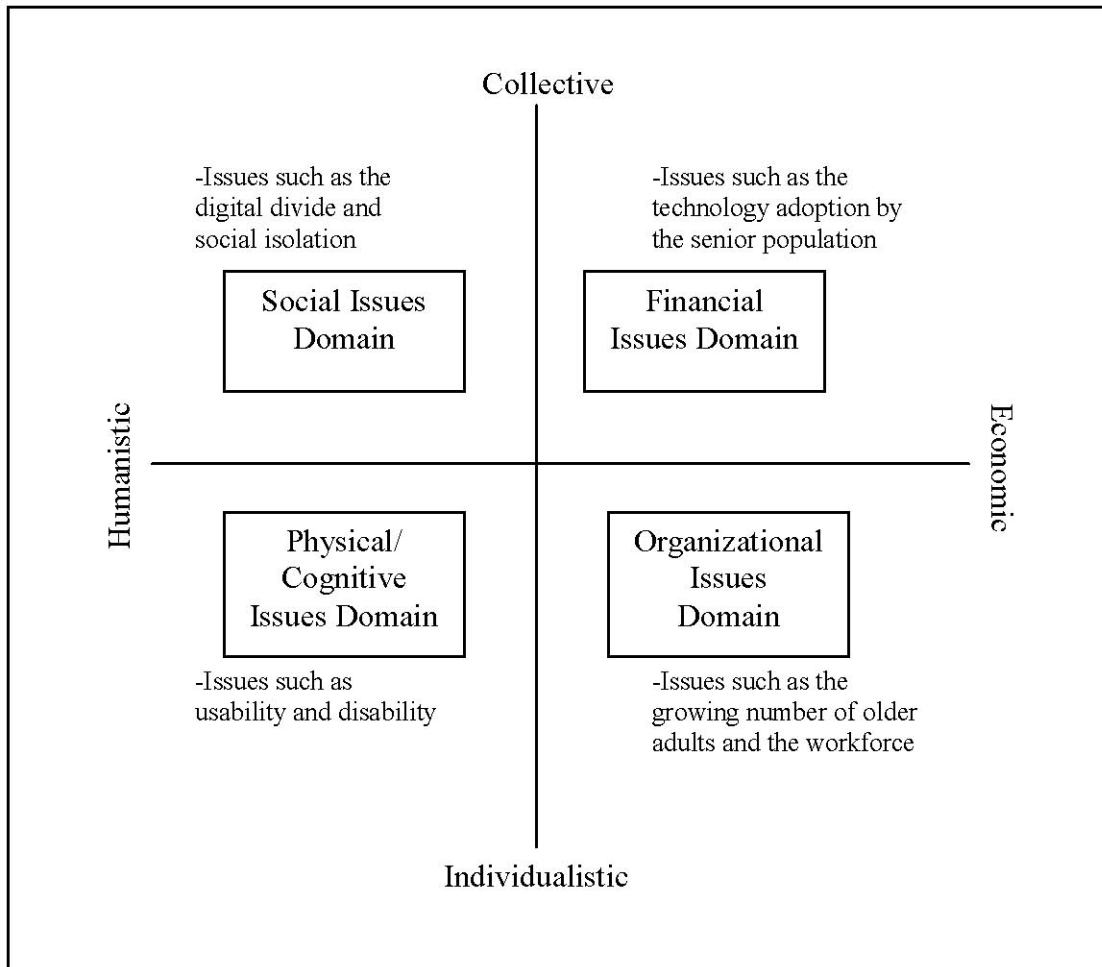 Collective
-Issues such as the
digital divide and
social isolation
-Issues such as the
technology adoption by
the senior population
Social Issues
Domain
Financial
Issues Domain
Humanistic
Economic
Physical/
Cognitive
Issues Domain
Organizational
Issues
Domain
-Issues such as
usability and disability
-Issues such as the
growing number of older
adults and the workforce
Individualistic